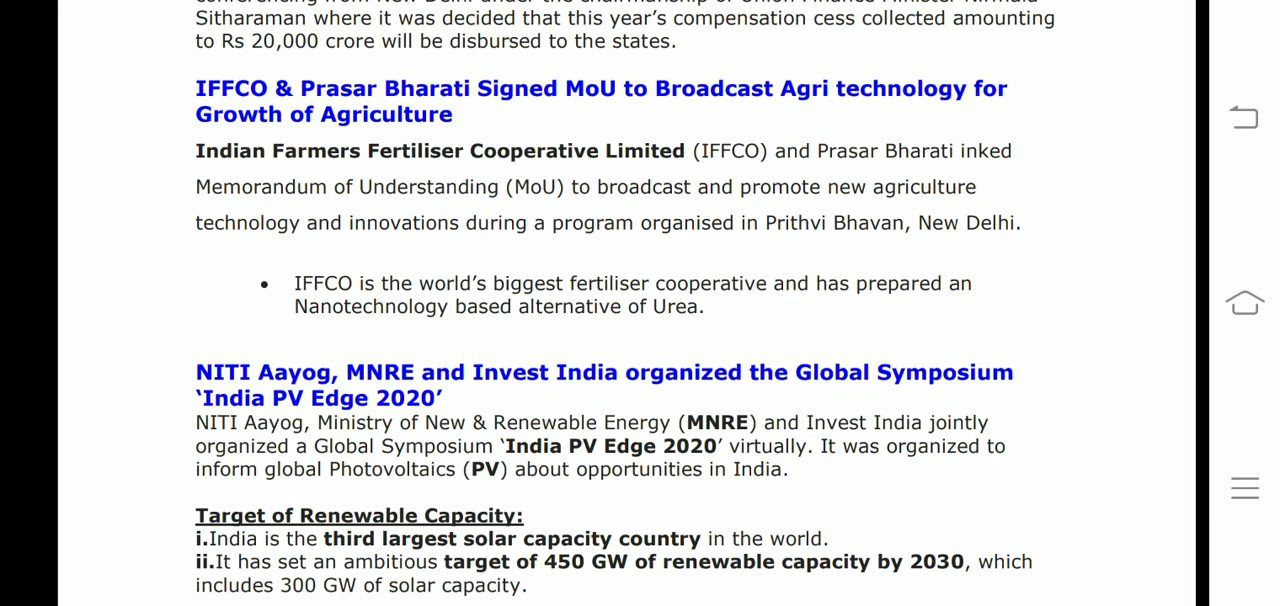 Sitharaman where it was decided that this year’s compensation cess collected amounting
to Rs 20,000 crore will be disbursed to the states.
IFFCO & Prasar Bharati Signed MoU to Broadcast Agri technology for
Growth of Agriculture
Indian Farmers Fertiliser Cooperative Limited (IFFCO) and Prasar Bharati inked
Memorandum of Understanding (MoU) to broadcast and promote new agriculture
technology and innovations during a program organised in Prithvi Bhavan, New Delhi.
• IFFCO is the world’s biggest fertiliser cooperative and has prepared an
Nanotechnology based alternative of Urea.
NITI Aayog, MNRE and Invest India organized the Global Symposium
‘India PV Edge 2020’
NITI Aayog, Ministry of New & Renewable Energy (MNRE) and Invest India jointly
organized a Global Symposium ‘India PV Edge 2020’ virtually. It was organized to
inform global Photovoltaics (PV) about opportunities in India.
Target of Renewable Capacity:
i.India is the third largest solar capacity country in the world.
ii.It has set an ambitious target of 450 GW of renewable capacity by 2030, which
includes 300 GW of solar capacity.